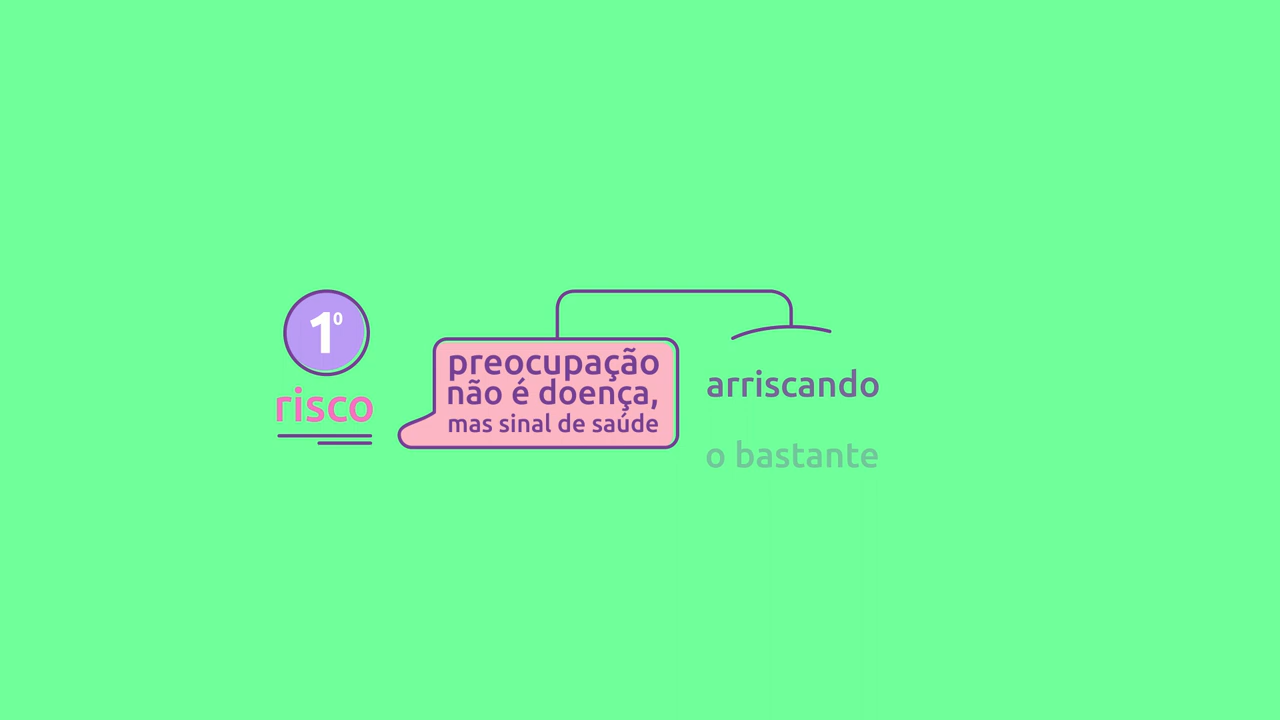 1º
risco
preocupação
não é doença,
mas sinal de saúde
arriscando
o bastante